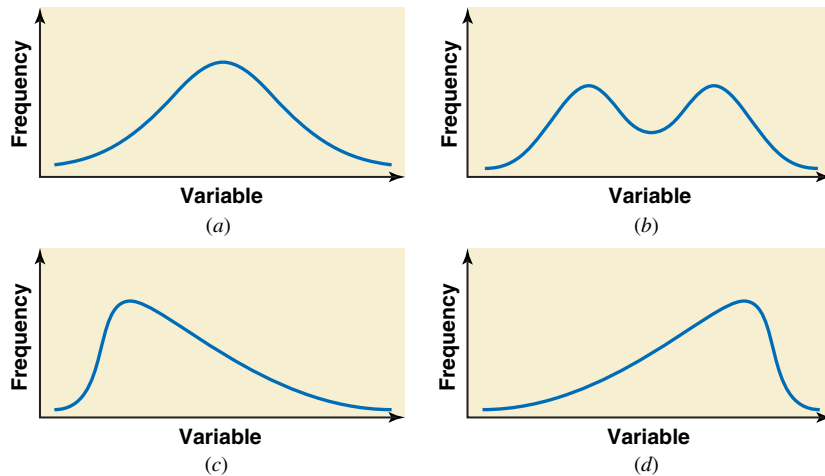 Frequency
Variable
(a)
Frequency
Variable
(b)
Frequency
Variable
(c)
Frequency
Variable
(d)